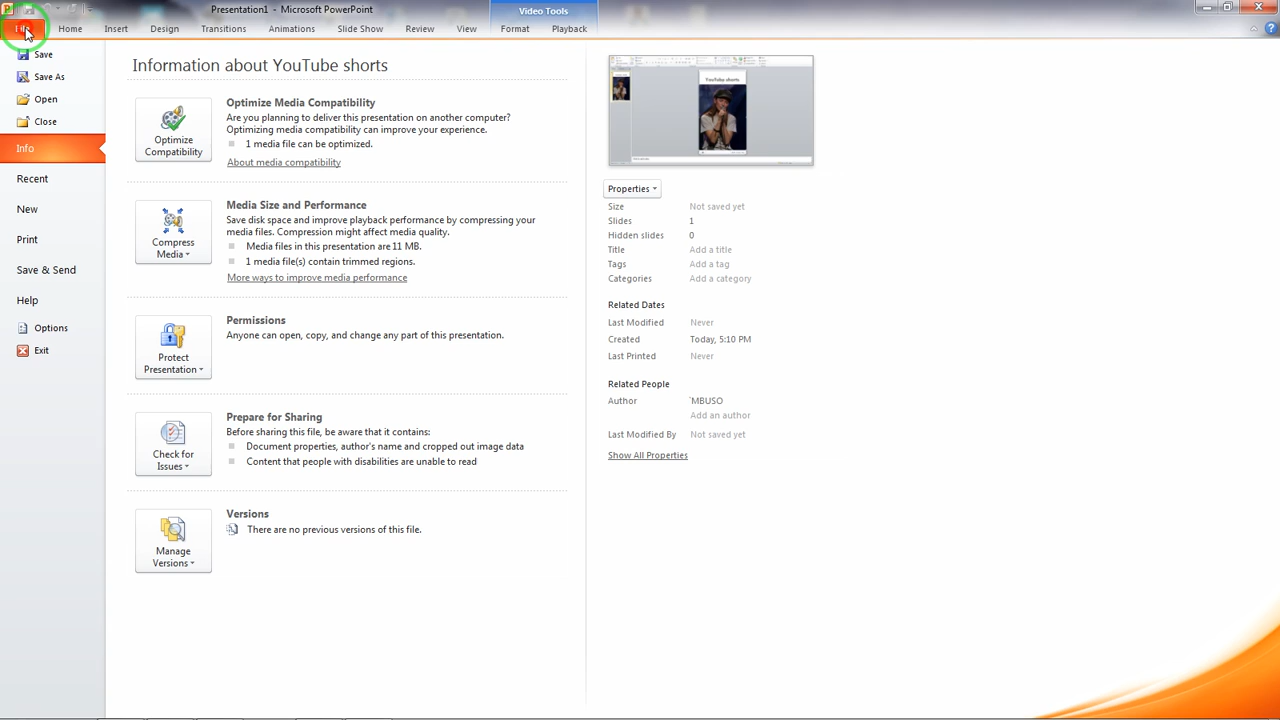 Presentation1 - Microsoft PowerPoint
Video Tools
File
Home
Insert
Design
Transitions
Animations
Slide Show
Review
View
Format
Playback
Save
Save As
Open
Close
Info
Recent
New
Print
Save & Send
Help
Options
Exit
Information about YouTube shorts
Optimize
Compatibility
Optimize Media Compatibility
Are you planning to deliver this presentation on another computer?
Optimizing media compatibility can improve your experience.
1 media file can be optimized.
About media compatibility
Compress
Media
Media Size and Performance
Save disk space and improve playback performance by compressing your
media files. Compression might affect media quality.
Media files in this presentation are 11 MB.
1 media file(s) contain trimmed regions.
More ways to improve media performance
Protect
Presentation
Permissions
Anyone can open, copy, and change any part of this presentation.
Check for
Issues
Prepare for Sharing
Before sharing this file, be aware that it contains:
Document properties, author's name and cropped out image data
Content that people with disabilities are unable to read
Manage
Versions
Versions
There are no previous versions of this file.
YouTube shorts
Properties
Size Not saved yet
Slides 1
Hidden slides 0
Title Add a title
Tags Add a tag
Categories Add a category
Related Dates
Last Modified Never
Created Today, 5:10 PM
Last Printed Never
Related People
Author 'MBUSO
Add an author
Last Modified By Not saved yet
Show All Properties